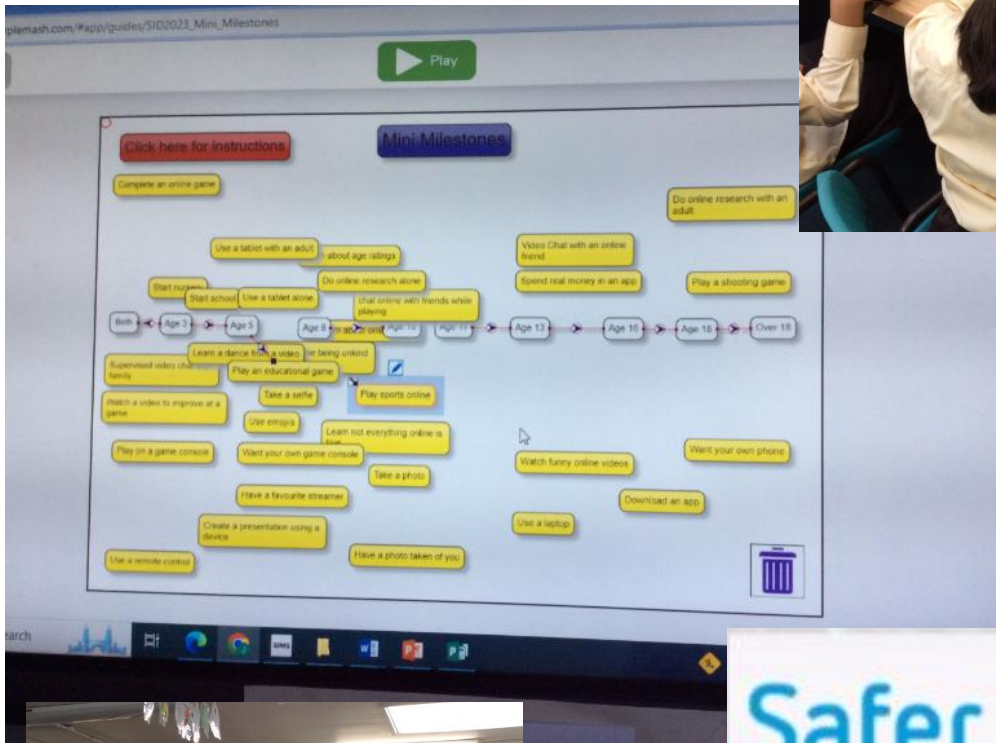 plemash.com/#app/guides/SID2023_Mini_Milestones
Play
Click here for Instructions
Mini Milestones
Complete an online game
Do online research with an
adult
Use a tablet with an adult
about age ratings
Video Chat with an online
friend
Do online research alone
Spend real money in an app
Play a shooting game
Start
Start school
Use a tablet alone
chat online with friends while
playing
Birth
Age 3
Age 5
Age 8
Age 13
Age 16
Age 18
Over 18
Learn a dance from a video
being unkind
Supervised video
family
Play an educational game
Take a selfie
Play sports online
Watch a video to improve at a
game
Use emojis
Learn not everything online is
Play on a game console
Want your own game console
Take a photo
Watch funny online videos
Want your own phone
Have a favourite streamer
Download an app
Create a presentation using a
device
Use a laptop
Use a remote control
Have a photo taken of you
earch
SIMS
Safer